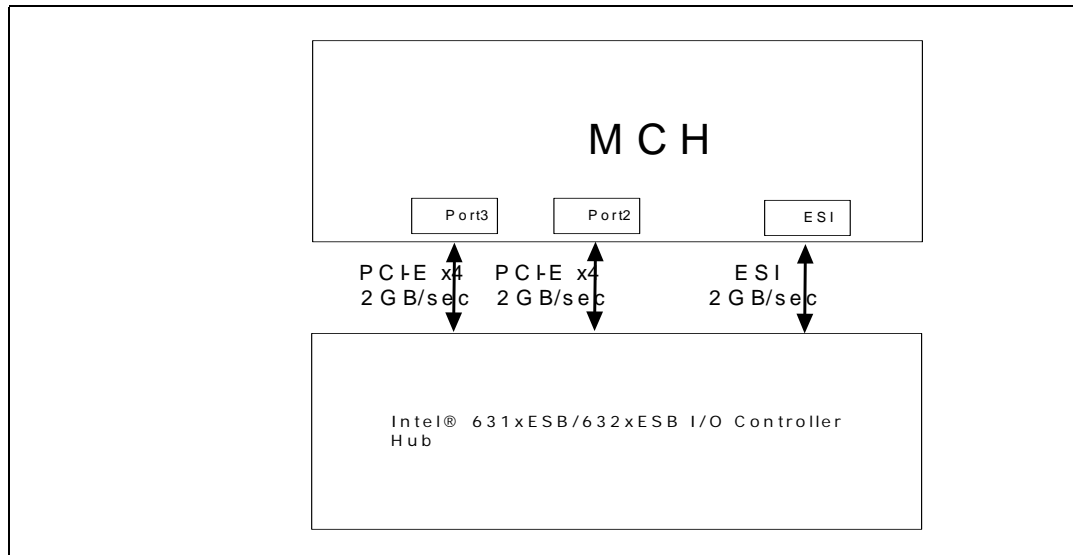 MCH
Port3
Port2
ESI
PCI-E x4
2 GB/sec
PCI-E x4
2 GB/sec
ESI
2 GB/sec
Intel® 631xESB/632xESB I/O Controller
Hub